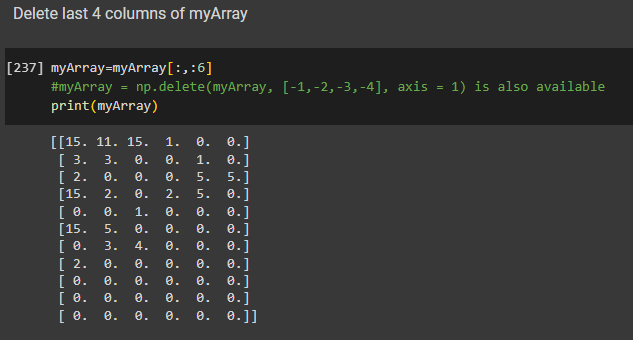 Delete last 4 columns of myArray
[237] myArray=myArray[:,:6]
#myArray = np.delete(myArray, [-1,-2,-3,-4], axis = 1) is also available
print(myArray)
[[15. 11. 15.  1.  0.  0.]
 [ 3.  3.  0.  0.  1.  0.]
 [ 2.  0.  0.  0.  5.  5.]
 [15.  2.  0.  2.  5.  0.]
 [ 0.  0.  1.  0.  0.  0.]
 [15.  5.  0.  0.  0.  0.]
 [ 0.  3.  4.  0.  0.  0.]
 [ 2.  0.  0.  0.  0.  0.]
 [ 0.  0.  0.  0.  0.  0.]
 [ 0.  0.  0.  0.  0.  0.]
 [ 0.  0.  0.  0.  0.  0.]]